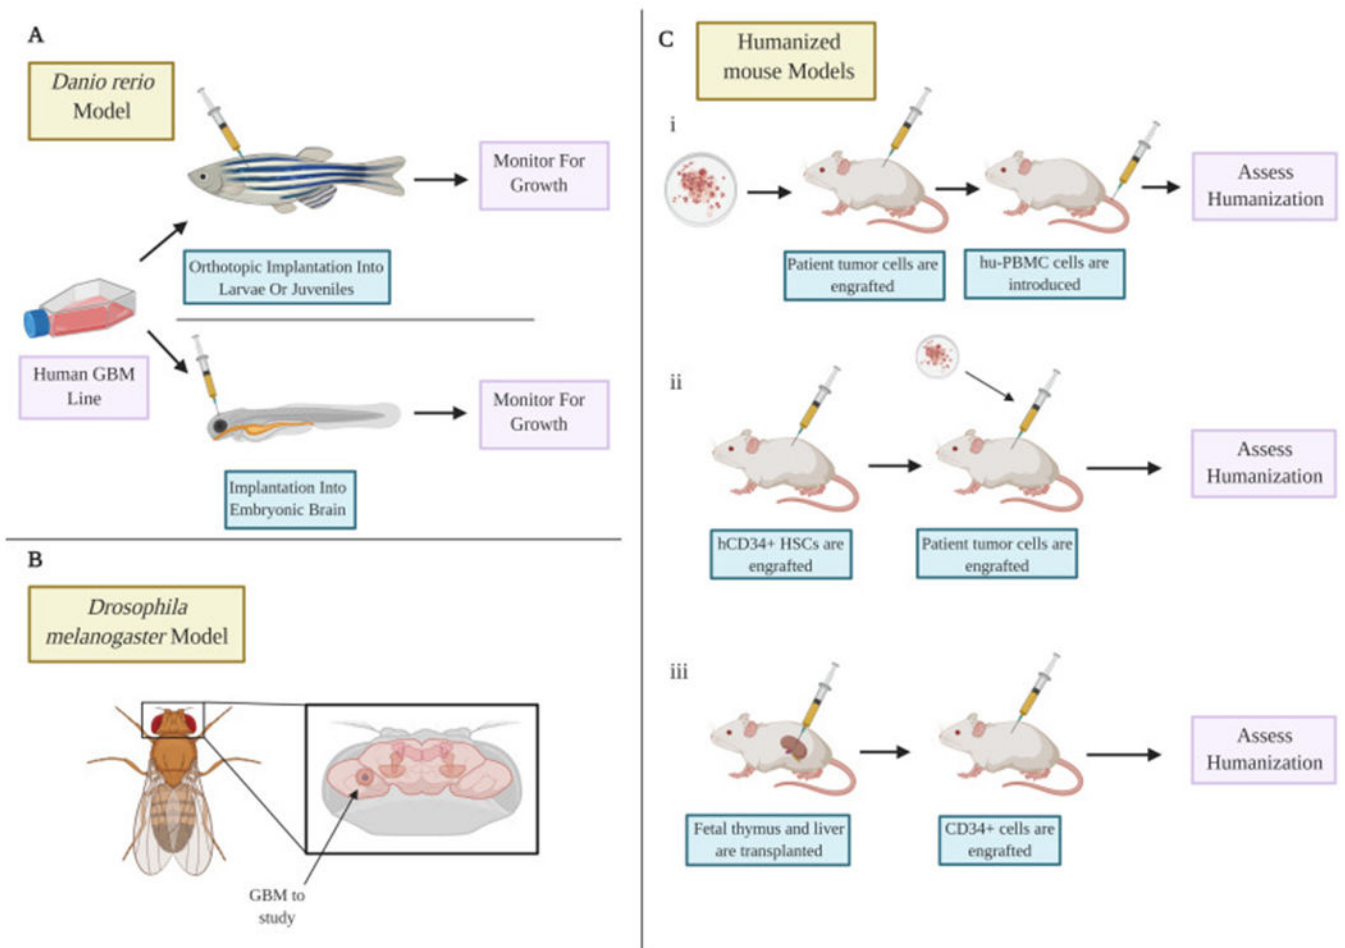 A
Danio rerio
Model
Monitor For
Growth
Orthotopic Implantation Into
Larvae Or Juveniles
Human GBM
Line
Monitor For
Growth
Implantation Into
Embryonic Brain
B
Drosophila
melanogaster Model
GBM to
study
C
Humanized
mouse Models
i
Assess
Humanization
Patient tumor cells are
engrafted
hu-PBMC cells are
introduced
ii
Assess
Humanization
hCD34+ HSCs are
engrafted
Patient tumor cells are
engrafted
iii
Assess
Humanization
Fetal thymus and liver
are transplanted
CD34+ cells are
engrafted